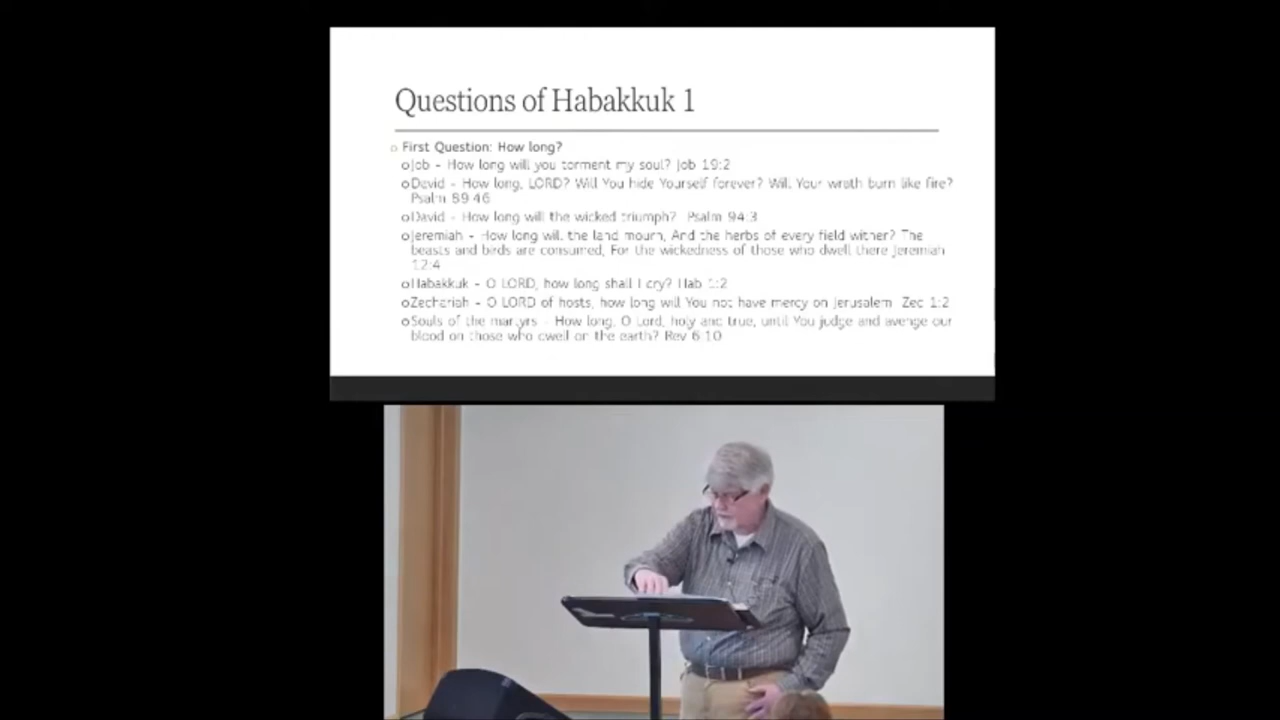 Questions of Habakkuk 1
First Question: How long?
Job - How long will you torment my soul? Job 19:2
David - How long, LORD? Will You hide Yourself forever? Will Your wrath burn like fire?
Psalm 89:46
David - How long will the wicked triumph? Psalm 94:3
Jeremiah - How long will the land mourn, And the herbs of every field wither? The
beasts and birds are consumed, For the wickedness of those who dwell there Jeremiah
12:4
Habakkuk - O LORD, how long shall I cry? Hab 1:2
Zechariah - O LORD of hosts, how long will You not have mercy on Jerusalem Zec 1:2
Souls of the martyrs - How long, O Lord, holy and true, until You judge and avenge our
blood on those who dwell on the earth? Rev 6:10